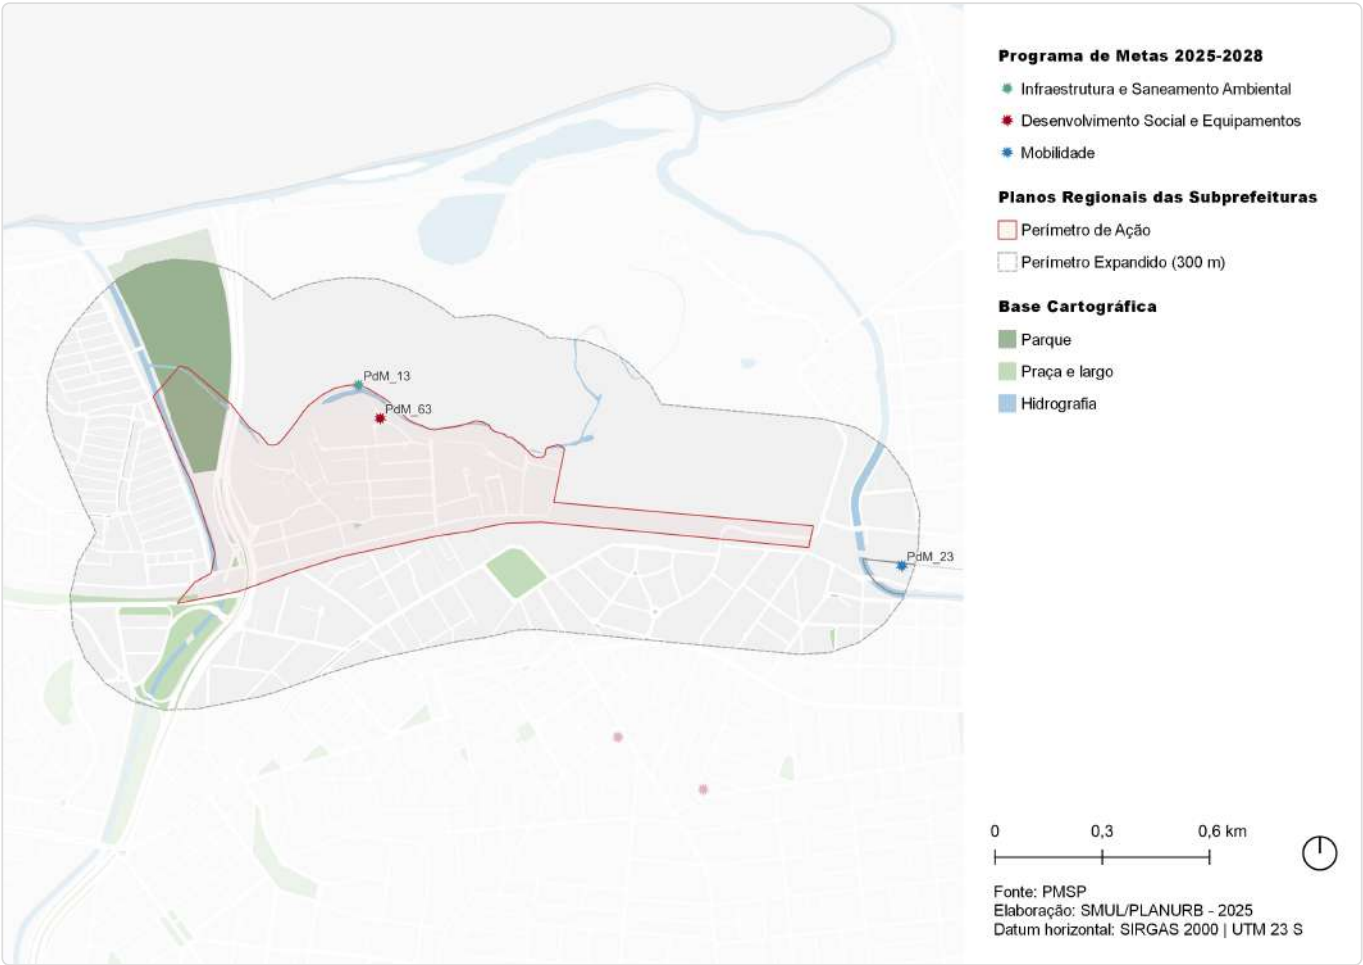 Programa de Metas 2025-2028
Infraestrutura e Saneamento Ambiental
Desenvolvimento Social e Equipamentos
Mobilidade
Planos Regionais das Subprefeituras
Perímetro de Ação
Perímetro Expandido (300 m)
Base Cartográfica
Parque
Praça e largo
Hidrografia
PdM_13
PdM_63
PdM_23
0 0,3 0,6 km
Fonte: PMSP
Elaboração: SMUL/PLANURB - 2025
Datum horizontal: SIRGAS 2000 | UTM 23 S